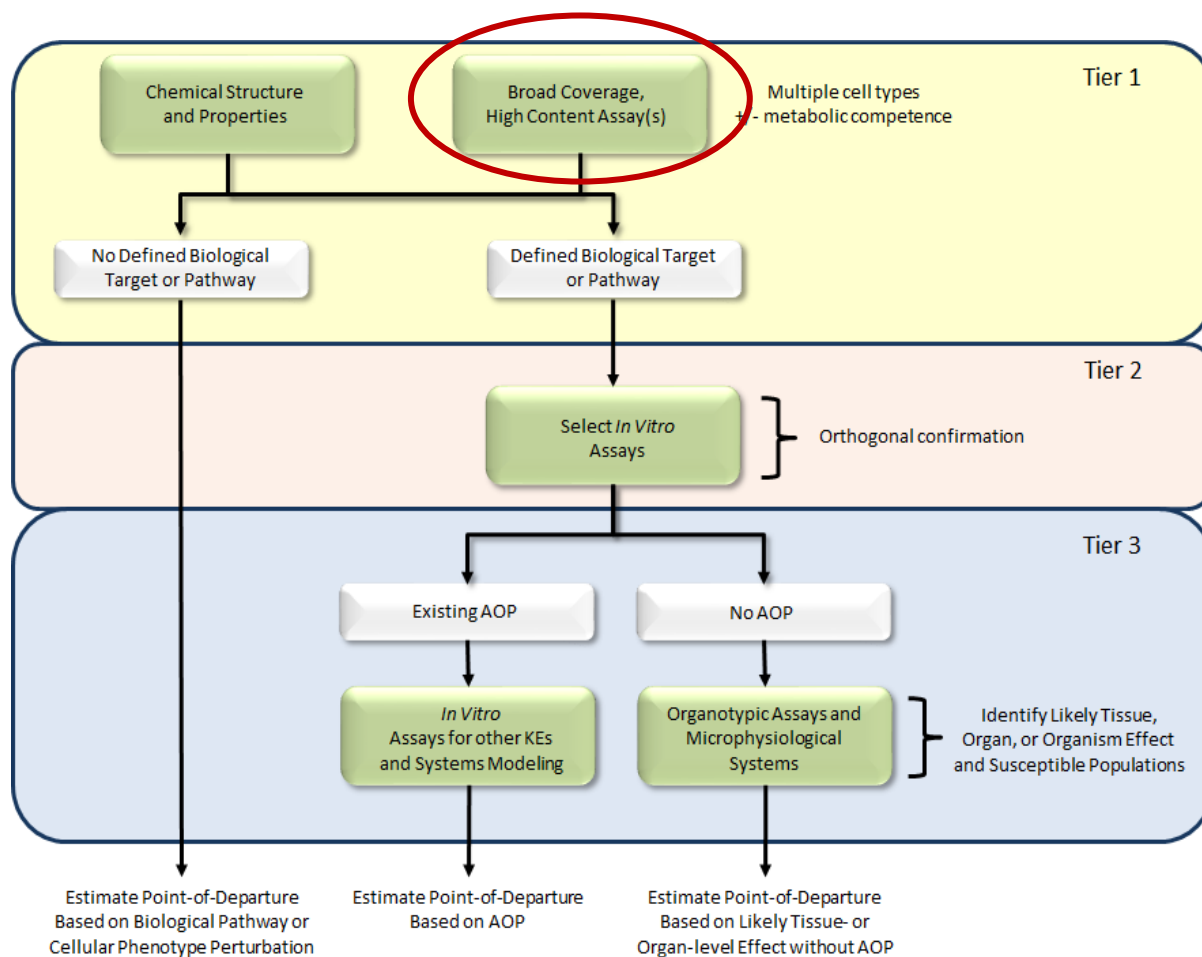 Tier 1
Chemical Structure
and Properties
Broad Coverage,
High Content Assay(s)
Multiple cell types
+/- metabolic competence
No Defined Biological
Target or Pathway
Defined Biological Target
or Pathway
Tier 2
Select In Vitro
Assays
Orthogonal confirmation
Tier 3
Existing AOP
No AOP
In Vitro
Assays for other KEs
and Systems Modeling
Organotypic Assays and
Microphysiological
Systems
Identify Likely Tissue,
Organ, or Organism Effect
and Susceptible Populations
Estimate Point-of-Departure
Based on Biological Pathway or
Cellular Phenotype Perturbation
Estimate Point-of-Departure
Based on AOP
Estimate Point-of-Departure
Based on Likely Tissue- or
Organ-level Effect without AOP